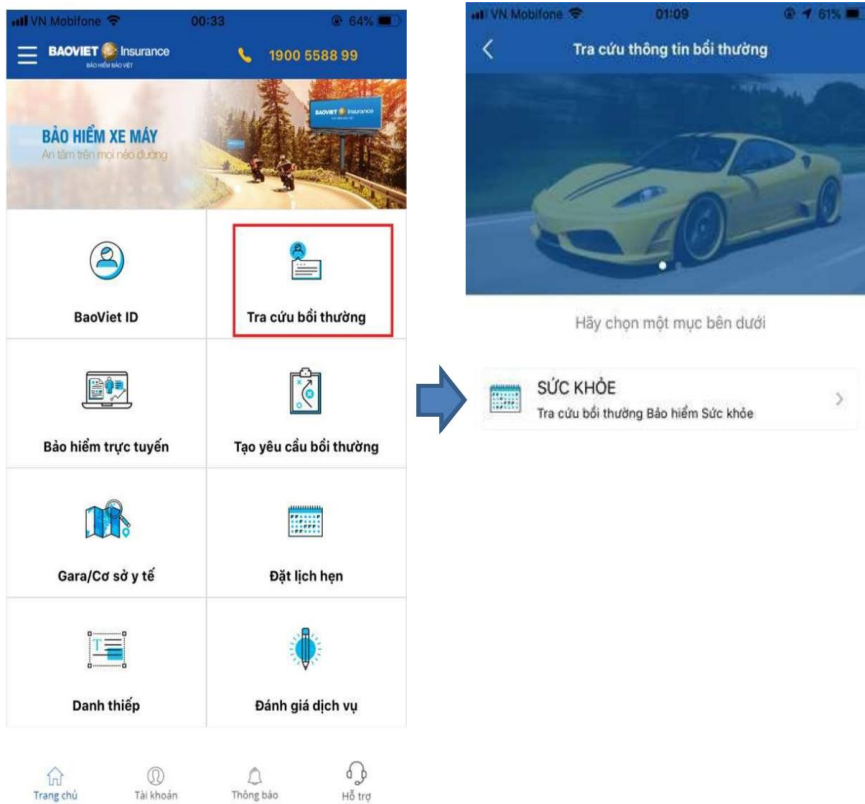 VN Mobifone 00:33 64%
BAOVIET Insurance
BẢO HIỂM BẢO VIỆT
1900 5588 99
BẢO HIỂM XE MÁY
An tâm trên mọi nẻo đường
BAOVIET Insurance
BaoViet ID
Tra cứu bồi thường
Bảo hiểm trực tuyến
Tạo yêu cầu bồi thường
Gara/Cơ sở y tế
Đặt lịch hẹn
T
Danh thiếp
Đánh giá dịch vụ
Trang chủ
Tài khoản
Thông báo
Hỗ trợ
VN Mobifone 01:09 61%
Tra cứu thông tin bồi thường
Hãy chọn một mục bên dưới
SỨC KHỎE
Tra cứu bồi thường Bảo hiểm Sức khỏe